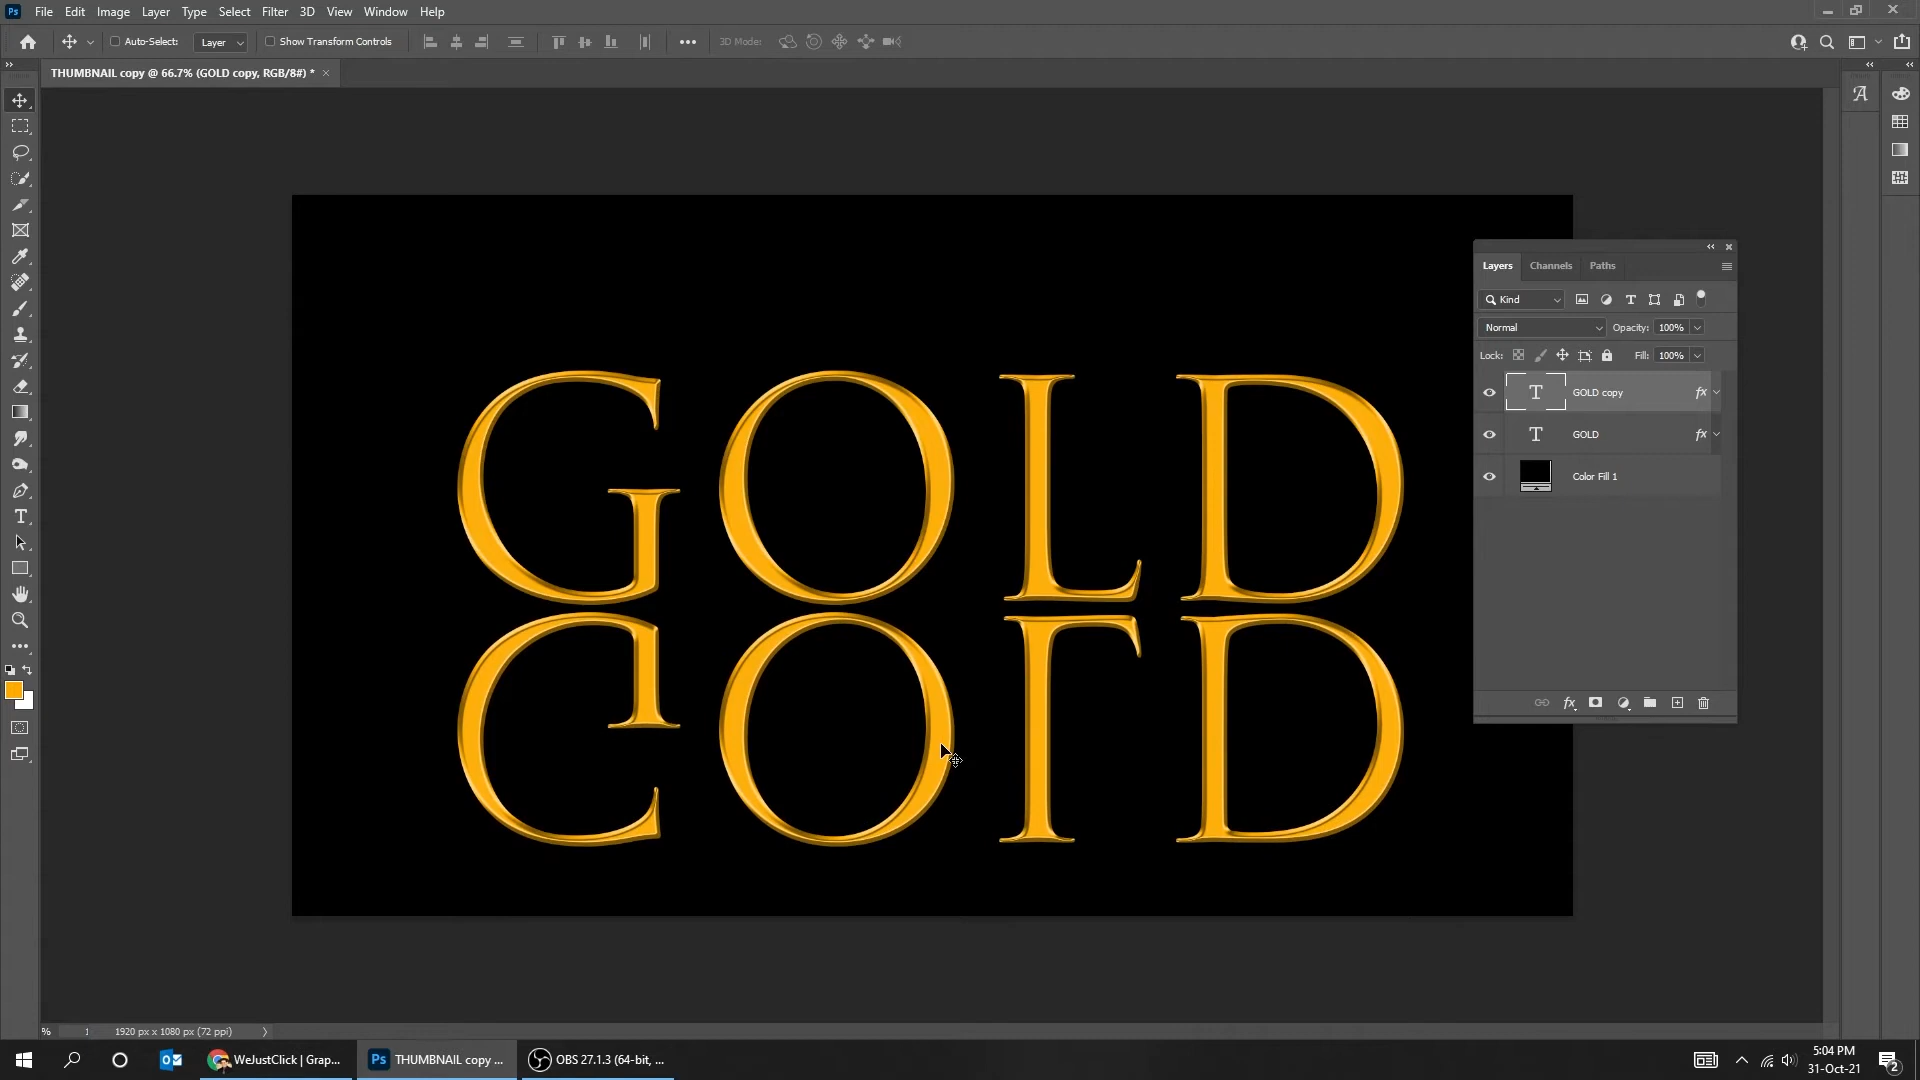 Ps File Edit Image Layer Type Select Filter 3D View Window Help
Auto-Select: Layer Show Transform Controls 3D Mode:
THUMBNAIL copy @ 66.7% (GOLD copy, RGB/8#) * ×
GOLD
GOLD
Layers Channels Paths
Kind
Normal Opacity: 100%
Lock: Fill: 100%
T GOLD copy fx
T GOLD fx
Color Fill 1
fx
% 1 1920 px x 1080 px (72 ppi)
WeJustClick | Grap... Ps THUMBNAIL copy ... OBS 27.1.3 (64-bit, ...
5:04 PM
31-Oct-21
2